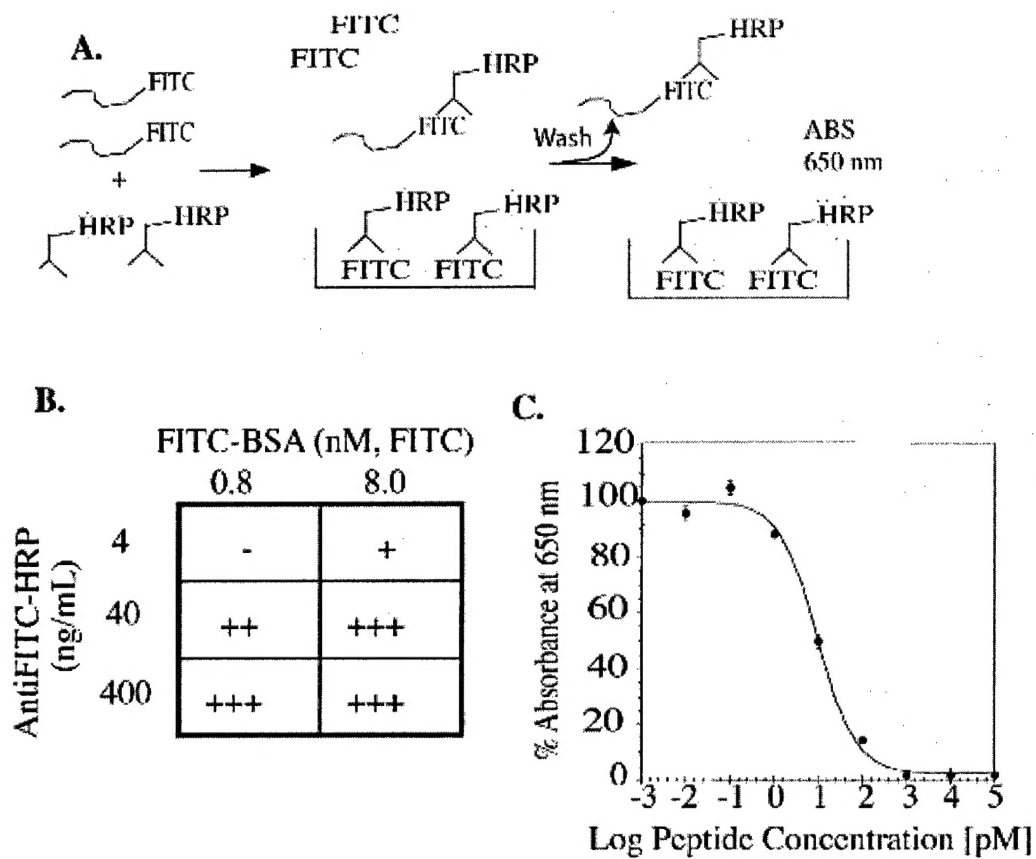 A.
FITC
FITC
+
HRP HRP
FITC
FITC
HRP
FITC
HRP HRP
FITC FITC
Wash
HRP
FITC
ABS
650 nm
HRP HRP
FITC FITC
B.
FITC-BSA (nM, FITC)
0.8 8.0
AntiFITC-HRP
(ng/mL)
4 - +
40 ++ +++
400 +++ +++
C.
% Absorbance at 650 nm
120
100
80
60
40
20
0
-3 -2 -1 0 1 2 3 4 5
Log Peptide Concentration [pM]